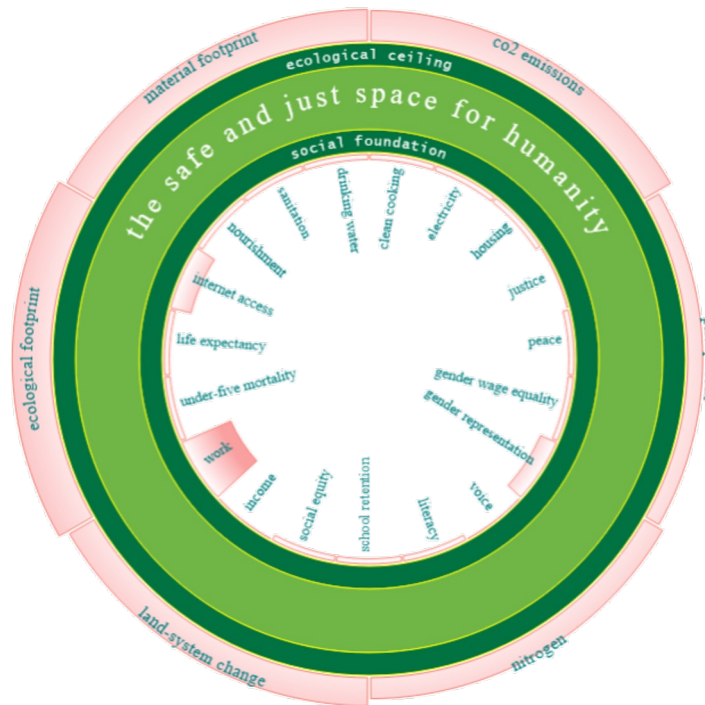 co2 emissions
nitrogen
land-system change
ecological footprint
material footprint
ecological ceiling
the safe and just space for humanity
social foundation
drinking water
clean cooking
electricity
housing
justice
peace
gender wage equality
gender representation
voice
literacy
school retention
social equity
income
work
under-five mortality
life expectancy
internet access
nourishment
sanitation